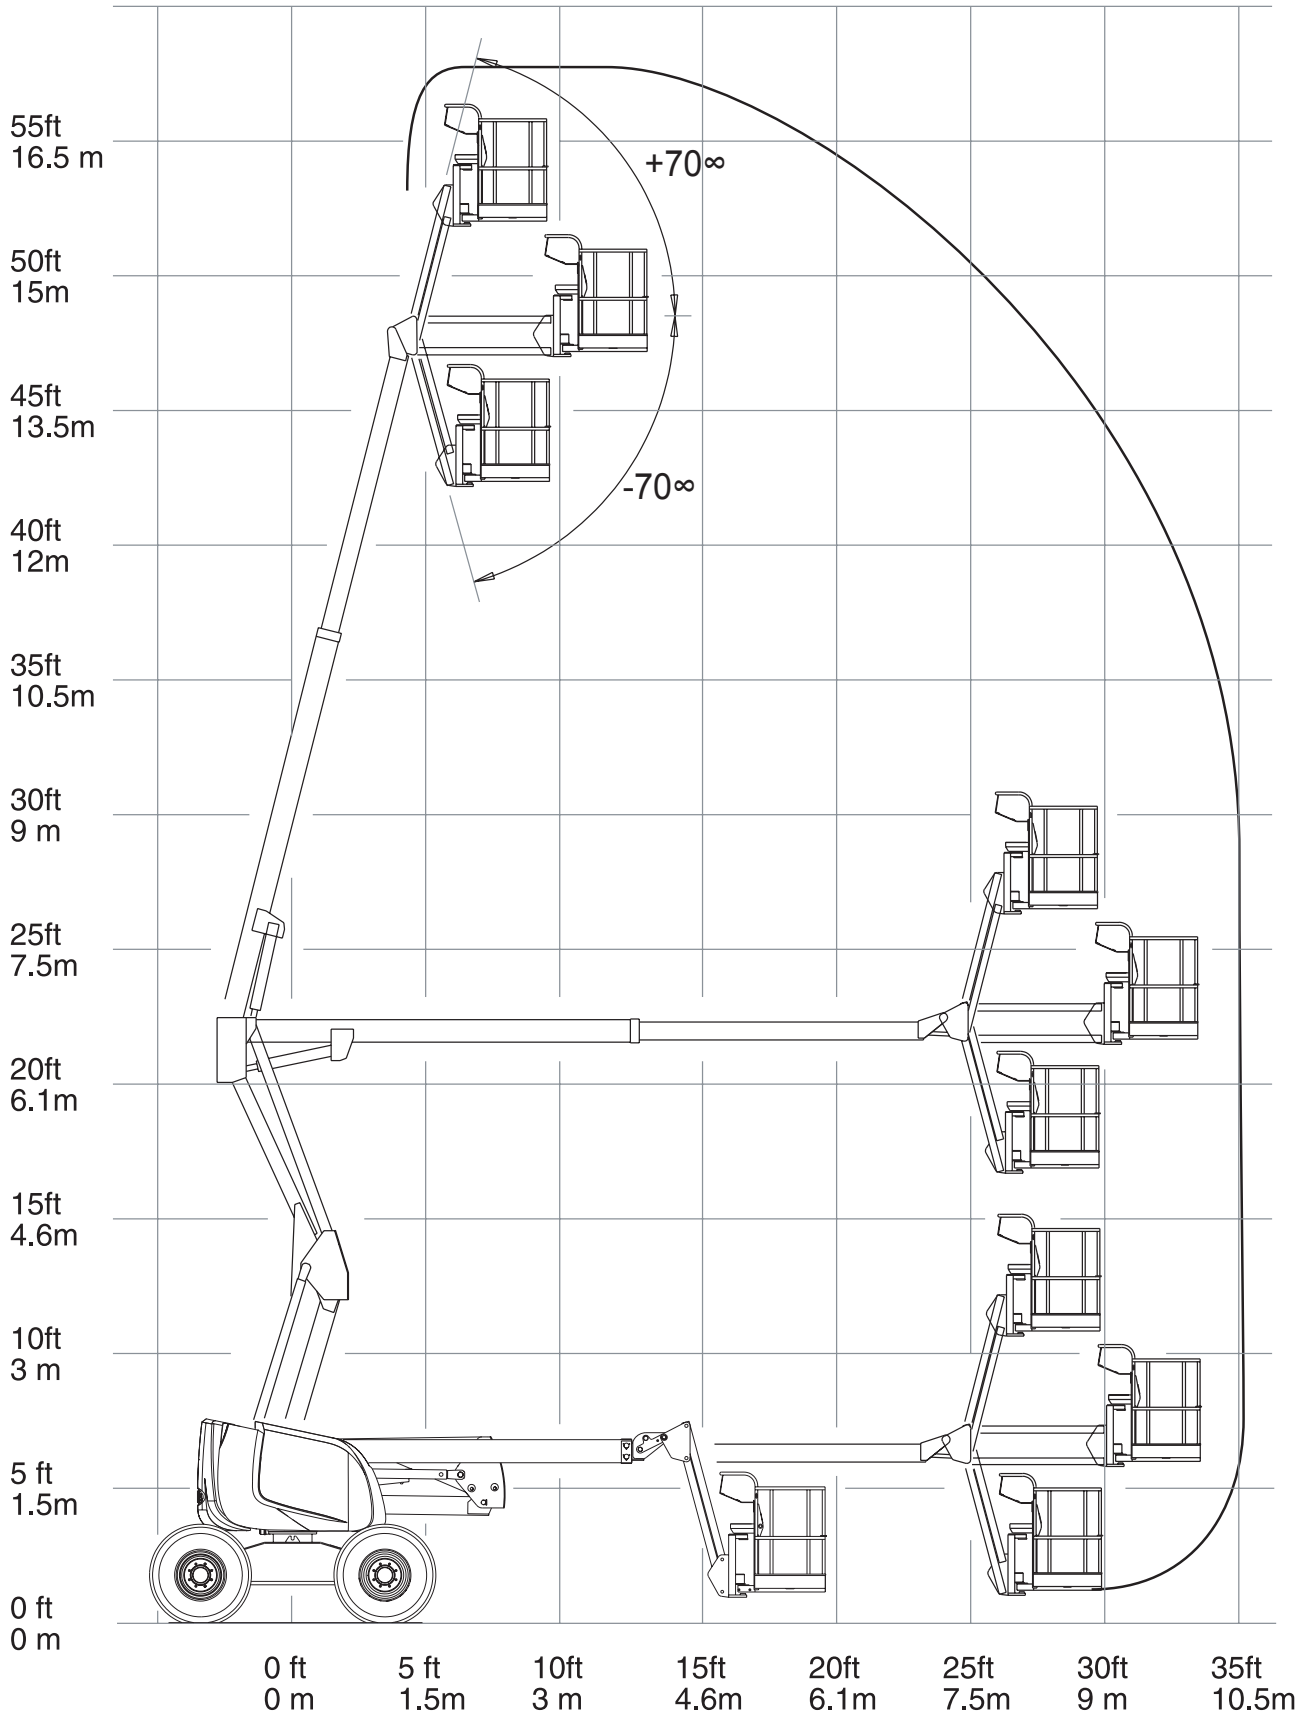 55ft
16.5 m
+70∞
50ft
15m
45ft
13.5m
-70∞
40ft
12m
35ft
10.5m
30ft
9 m
25ft
7.5m
20ft
6.1m
15ft
4.6m
10ft
3 m
5 ft
1.5m
0 ft
0 m
0 ft 5 ft 10ft 15ft 20ft 25ft 30ft 35ft
0 m 1.5m 3 m 4.6m 6.1m 7.5m 9 m 10.5m